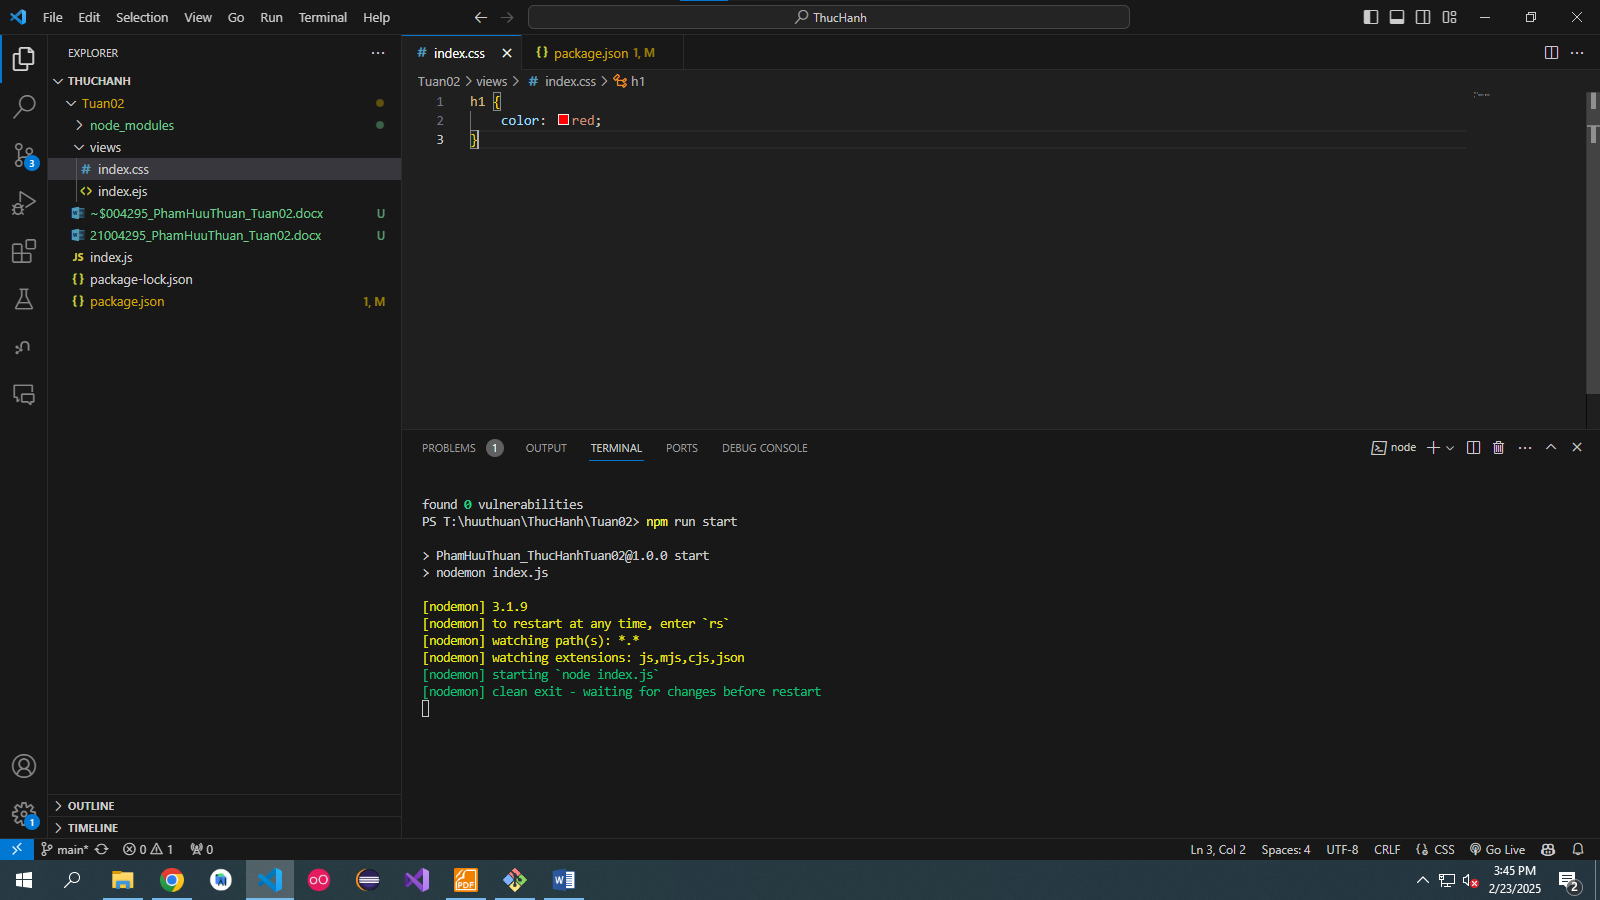 File Edit Selection View Go Run Terminal Help
ThucHanh
EXPLORER
THUCHANH
Tuan02
node_modules
views
# index.css
<> index.ejs
~$004295_PhamHuuThuan_Tuan02.docx U
21004295_PhamHuuThuan_Tuan02.docx U
JS index.js
{} package-lock.json
{} package.json 1, M
OUTLINE
TIMELINE
# index.css
{} package.json 1, M
Tuan02 > views > # index.css > h1
1 h1 {
2 color: red;
3 }
PROBLEMS 1 OUTPUT TERMINAL PORTS DEBUG CONSOLE
node
found 0 vulnerabilities
PS T:\huuthuan\ThucHanh\Tuan02> npm run start
> PhamHuuThuan_ThucHanhTuan02@1.0.0 start
> nodemon index.js
[nodemon] 3.1.9
[nodemon] to restart at any time, enter `rs`
[nodemon] watching path(s): *.*
[nodemon] watching extensions: js,mjs,cjs,json
[nodemon] starting `node index.js`
[nodemon] clean exit - waiting for changes before restart
3
1
main* 0 1 0
Ln 3, Col 2 Spaces: 4 UTF-8 CRLF {} CSS Go Live
PDF
3:45 PM
2/23/2025
2